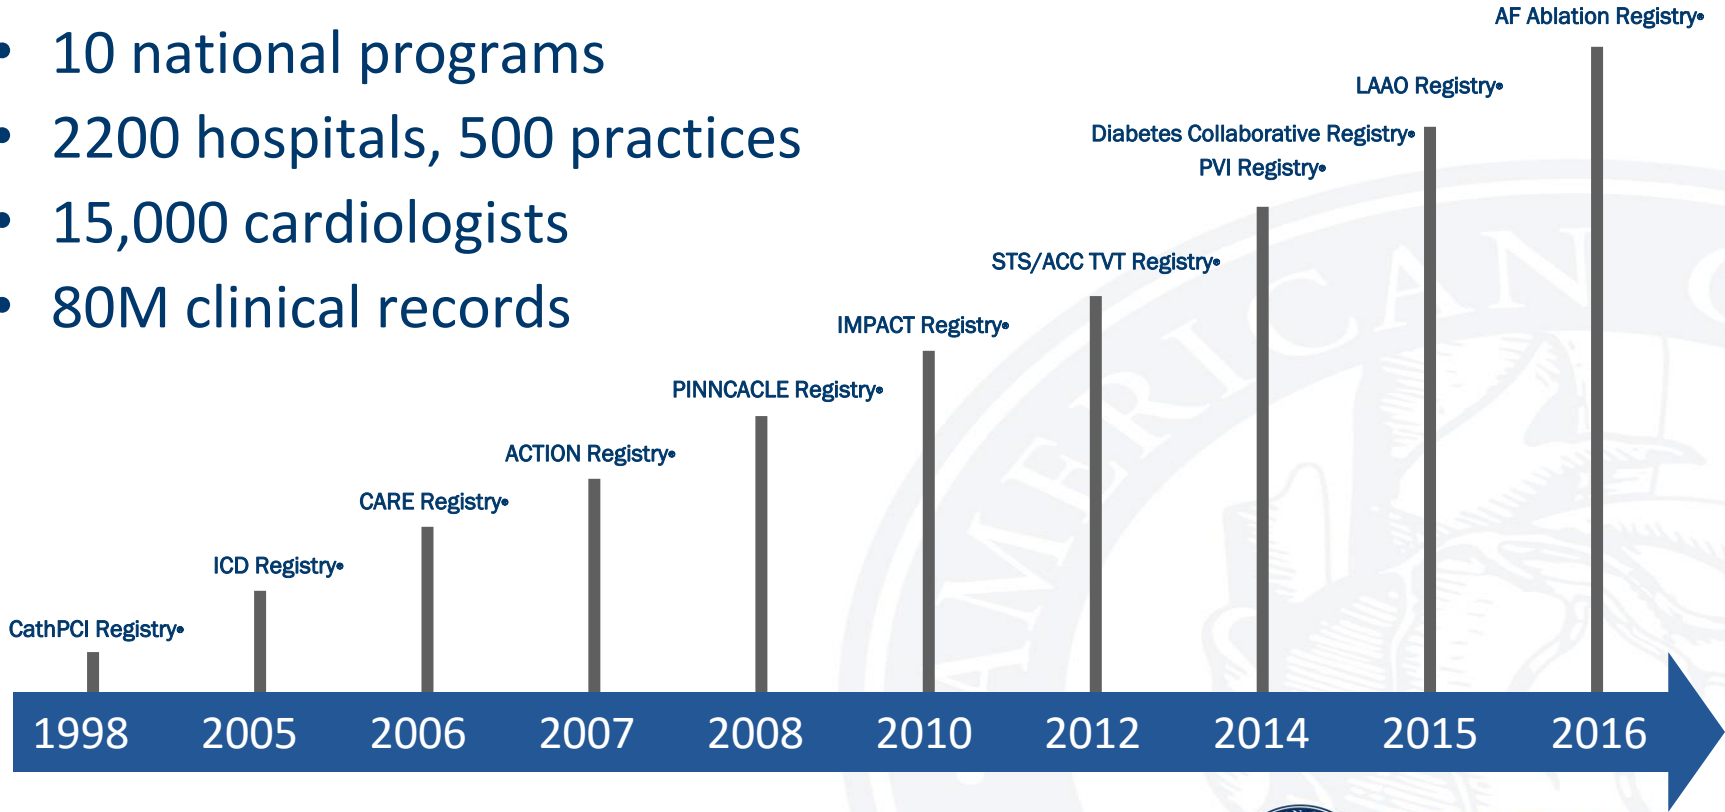 • 10 national programs
• 2200 hospitals, 500 practices
• 15,000 cardiologists
• 80M clinical records
AF Ablation Registry®
LAAO Registry®
Diabetes Collaborative Registry®
PVI Registry®
STS/ACC TVT Registry®
IMPACT Registry®
PINNCACLE Registry®
ACTION Registry®
CARE Registry®
ICD Registry®
CathPCI Registry®
1998 2005 2006 2007 2008 2010 2012 2014 2015 2016
AMERICAN C